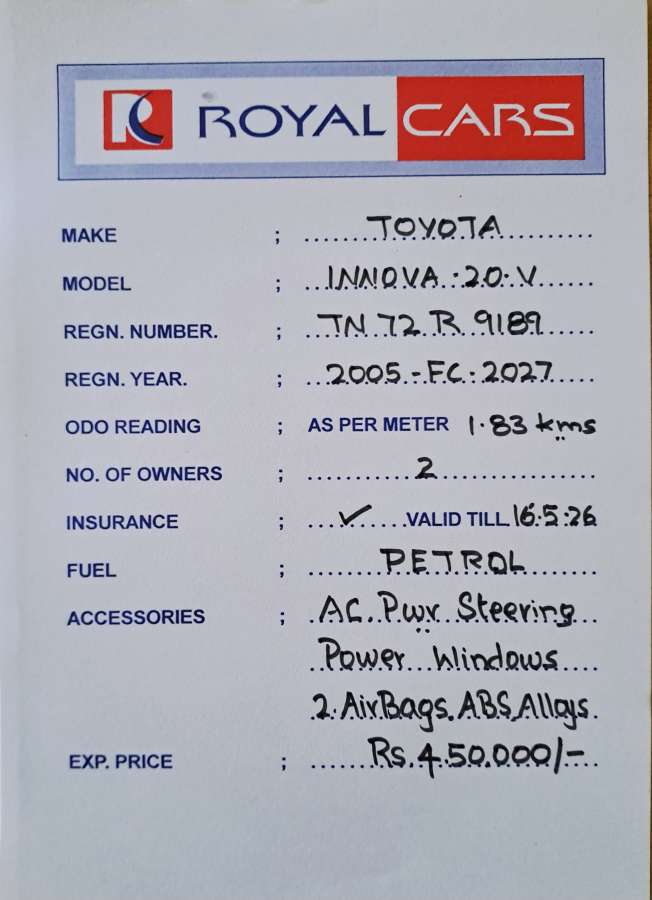 R ROYAL CARS
MAKE ; TOYOTA
MODEL ; INNOVA .2.0. V
REGN. NUMBER. ; TN 72 R 9189
REGN. YEAR. ; 2005 - FC - 2027
ODO READING ; AS PER METER 1.83 kms
NO. OF OWNERS ; 2
INSURANCE ; ✓ VALID TILL 16.5.26
FUEL ; PETROL
ACCESSORIES ; AC. Pwr Steering
Power Windows
2. AirBags. ABS, Alloys.
EXP. PRICE ; Rs. 4.50.000/-